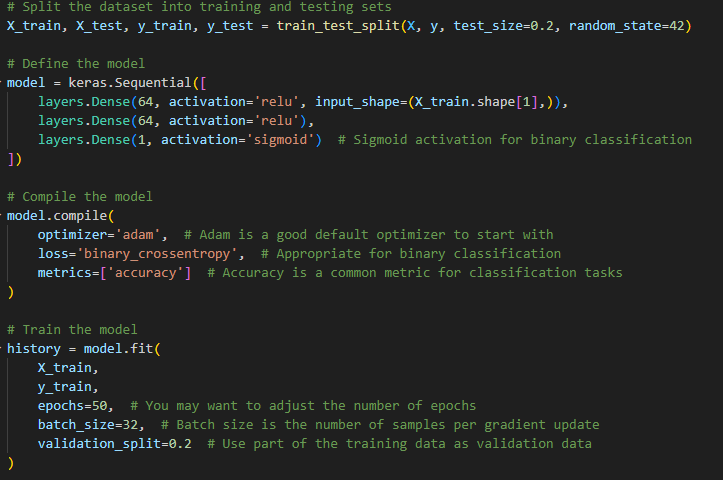 # Split the dataset into training and testing sets
X_train, X_test, y_train, y_test = train_test_split(X, y, test_size=0.2, random_state=42)
# Define the model
model = keras.Sequential([
layers.Dense(64, activation='relu', input_shape=(X_train.shape[1],)),
layers.Dense(64, activation='relu'),
layers.Dense(1, activation='sigmoid')  # Sigmoid activation for binary classification
])
# Compile the model
model.compile(
optimizer='adam',  # Adam is a good default optimizer to start with
loss='binary_crossentropy',  # Appropriate for binary classification
metrics=['accuracy']  # Accuracy is a common metric for classification tasks
)
# Train the model
history = model.fit(
X_train,
y_train,
epochs=50,  # You may want to adjust the number of epochs
batch_size=32,  # Batch size is the number of samples per gradient update
validation_split=0.2  # Use part of the training data as validation data
)